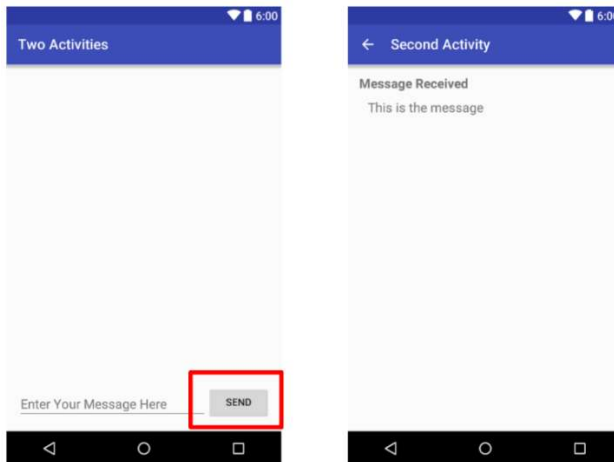 6:00
Two Activities
Enter Your Message Here
SEND
6:00
Second Activity
Message Received
This is the message